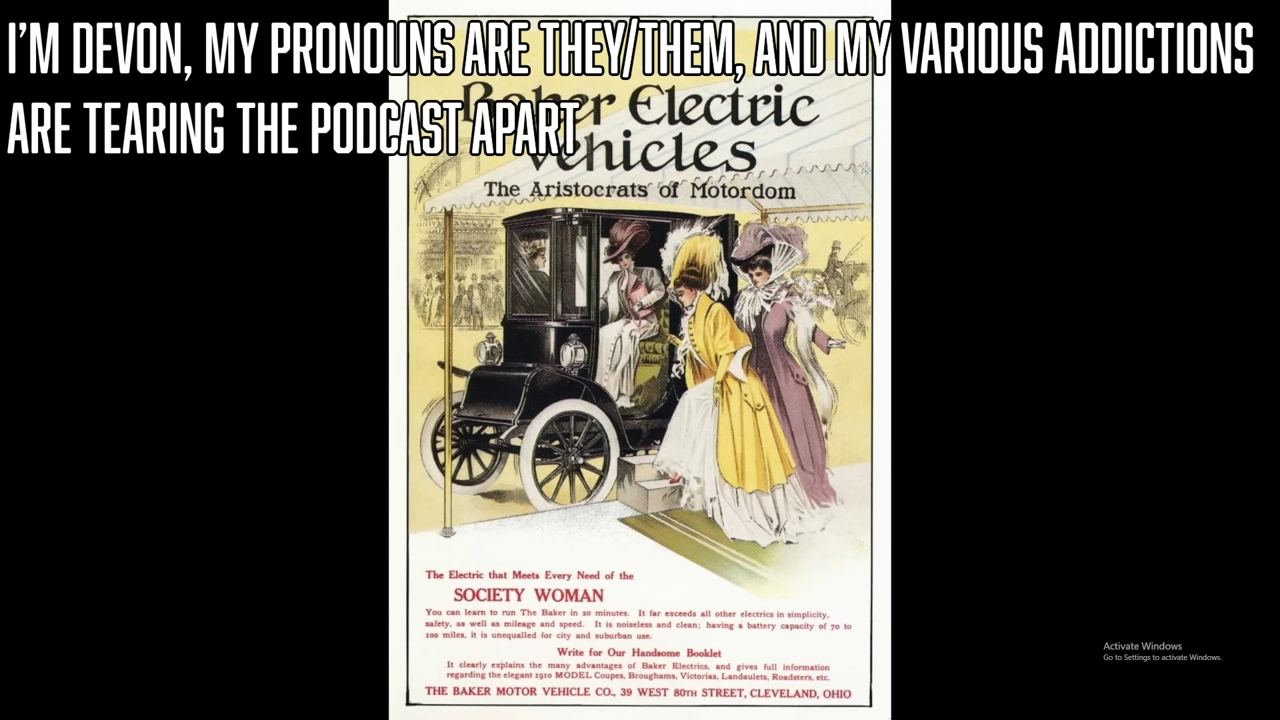 I'M DEVON, MY PRONOUNS ARE THEY/THEM, AND MY VARIOUS ADDICTIONS
ARE TEARING THE PODCAST APART
Baker Electric
Vehicles
The Aristocrats of Motordom
The Electric that Meets Every Need of the
SOCIETY WOMAN
You can learn to run The Baker in 20 minutes. It far exceeds all other electrics in simplicity,
safety, as well as mileage and speed. It is noiseless and clean; having a battery capacity of 70 to
100 miles, it is unequalled for city and suburban use.
Write for Our Handsome Booklet
It clearly explains the many advantages of Baker Electrics, and gives full information
regarding the elegant 1910 MODEL Coupes, Broughams, Victorias, Landaulets, Roadsters, etc.
THE BAKER MOTOR VEHICLE CO., 39 WEST 80TH STREET, CLEVELAND, OHIO
Activate Windows
Go to Settings to activate Windows.